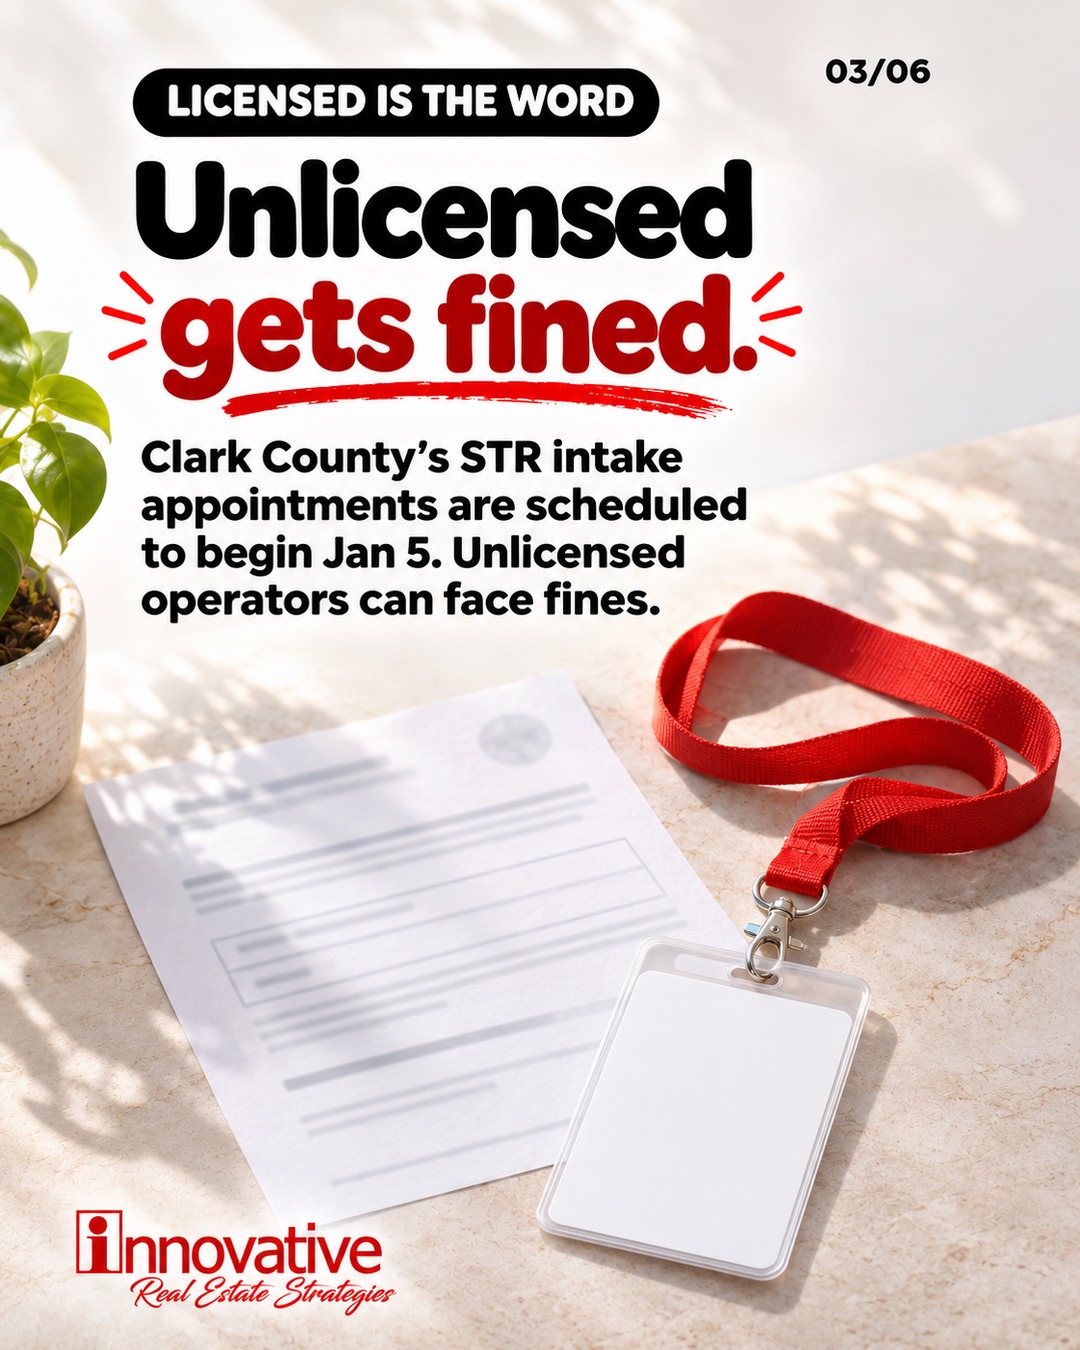 03/06
LICENSED IS THE WORD
Unlicensed
gets fined.
Clark County’s STR intake
appointments are scheduled
to begin Jan 5. Unlicensed
operators can face fines.
innovative
Real Estate Strategies